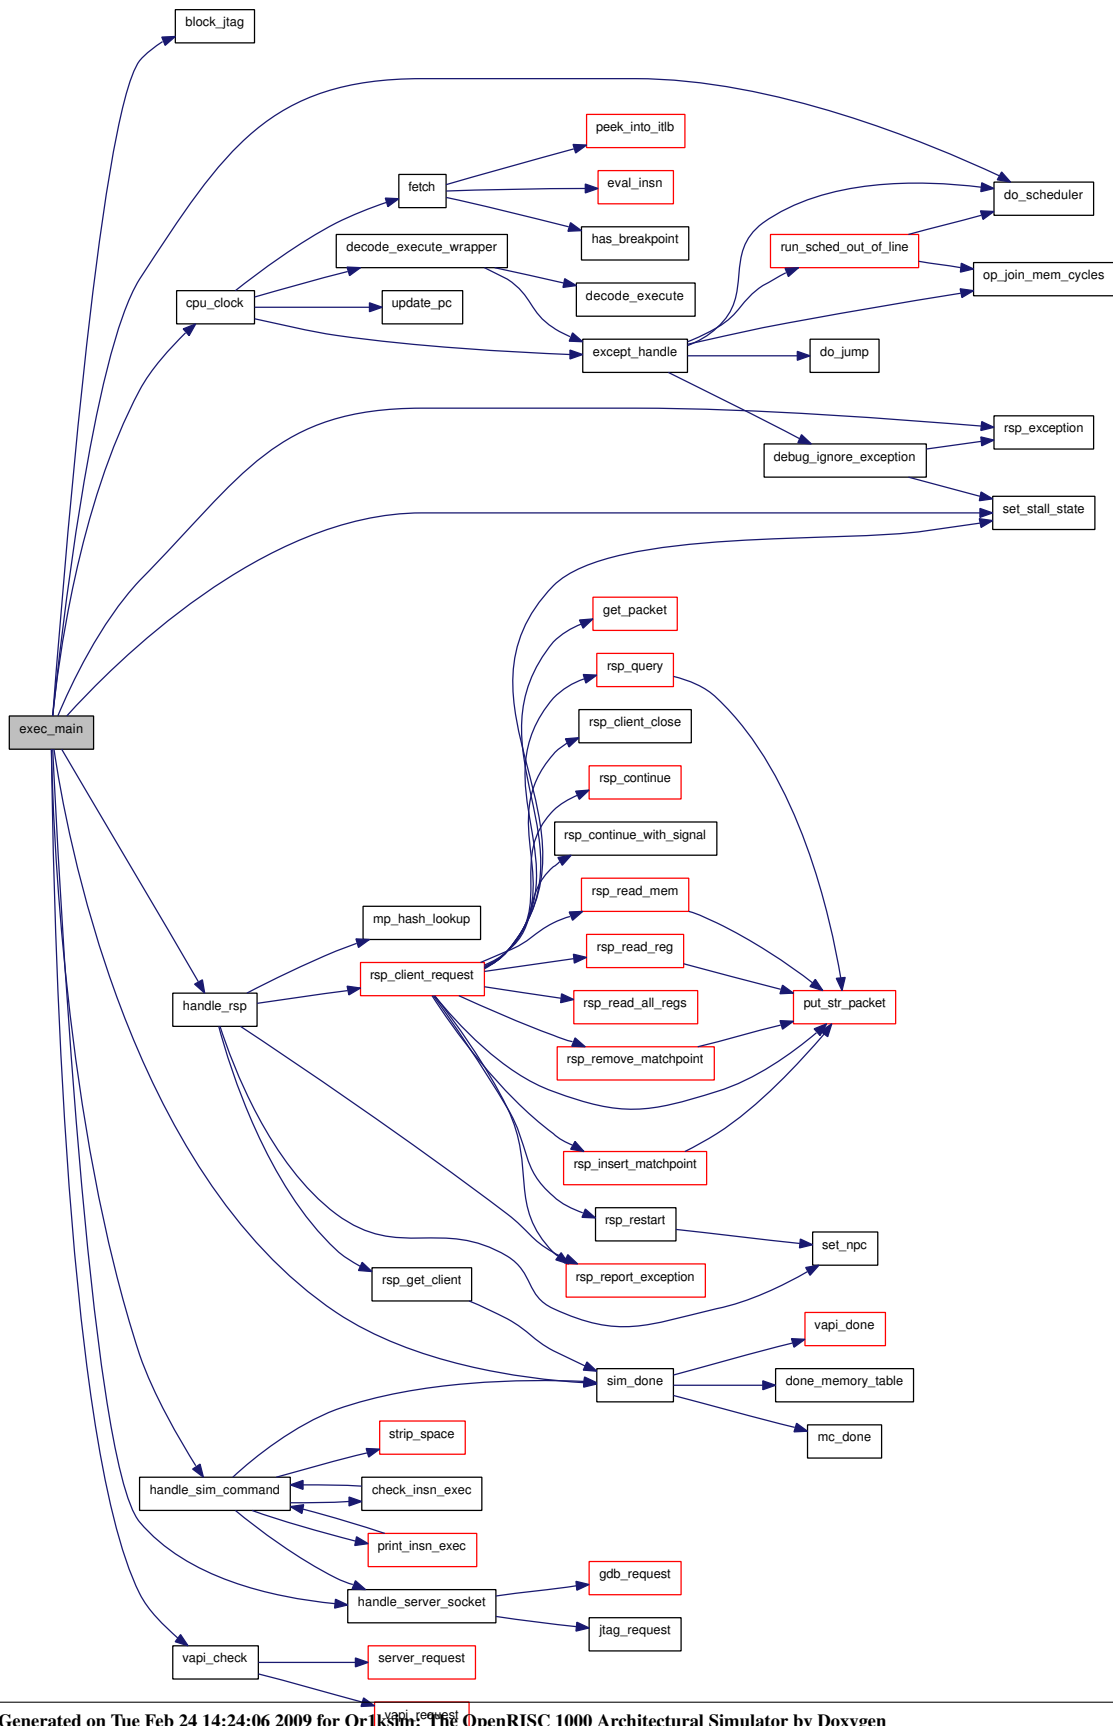 block_jtag
peek_into_itlb
fetch
eval_insn
do_scheduler
has_breakpoint
decode_execute_wrapper
run_sched_out_of_line
op_join_mem_cycles
cpu_clock
update_pc
decode_execute
except_handle
do_jump
rsp_exception
debug_ignore_exception
set_stall_state
get_packet
rsp_query
rsp_client_close
exec_main
rsp_continue
rsp_continue_with_signal
rsp_read_mem
mp_hash_lookup
rsp_read_reg
rsp_client_request
handle_rsp
rsp_read_all_regs
put_str_packet
rsp_remove_matchpoint
rsp_insert_matchpoint
rsp_restart
set_npc
rsp_get_client
rsp_report_exception
vapi_done
sim_done
done_memory_table
strip_space
mc_done
handle_sim_command
check_insn_exec
print_insn_exec
gdb_request
handle_server_socket
jtag_request
vapi_check
server_request
vapi_request
Generated on Tue Feb 24 14:24:06 2009 for Or1ksim: The OpenRISC 1000 Architectural Simulator by Doxygen